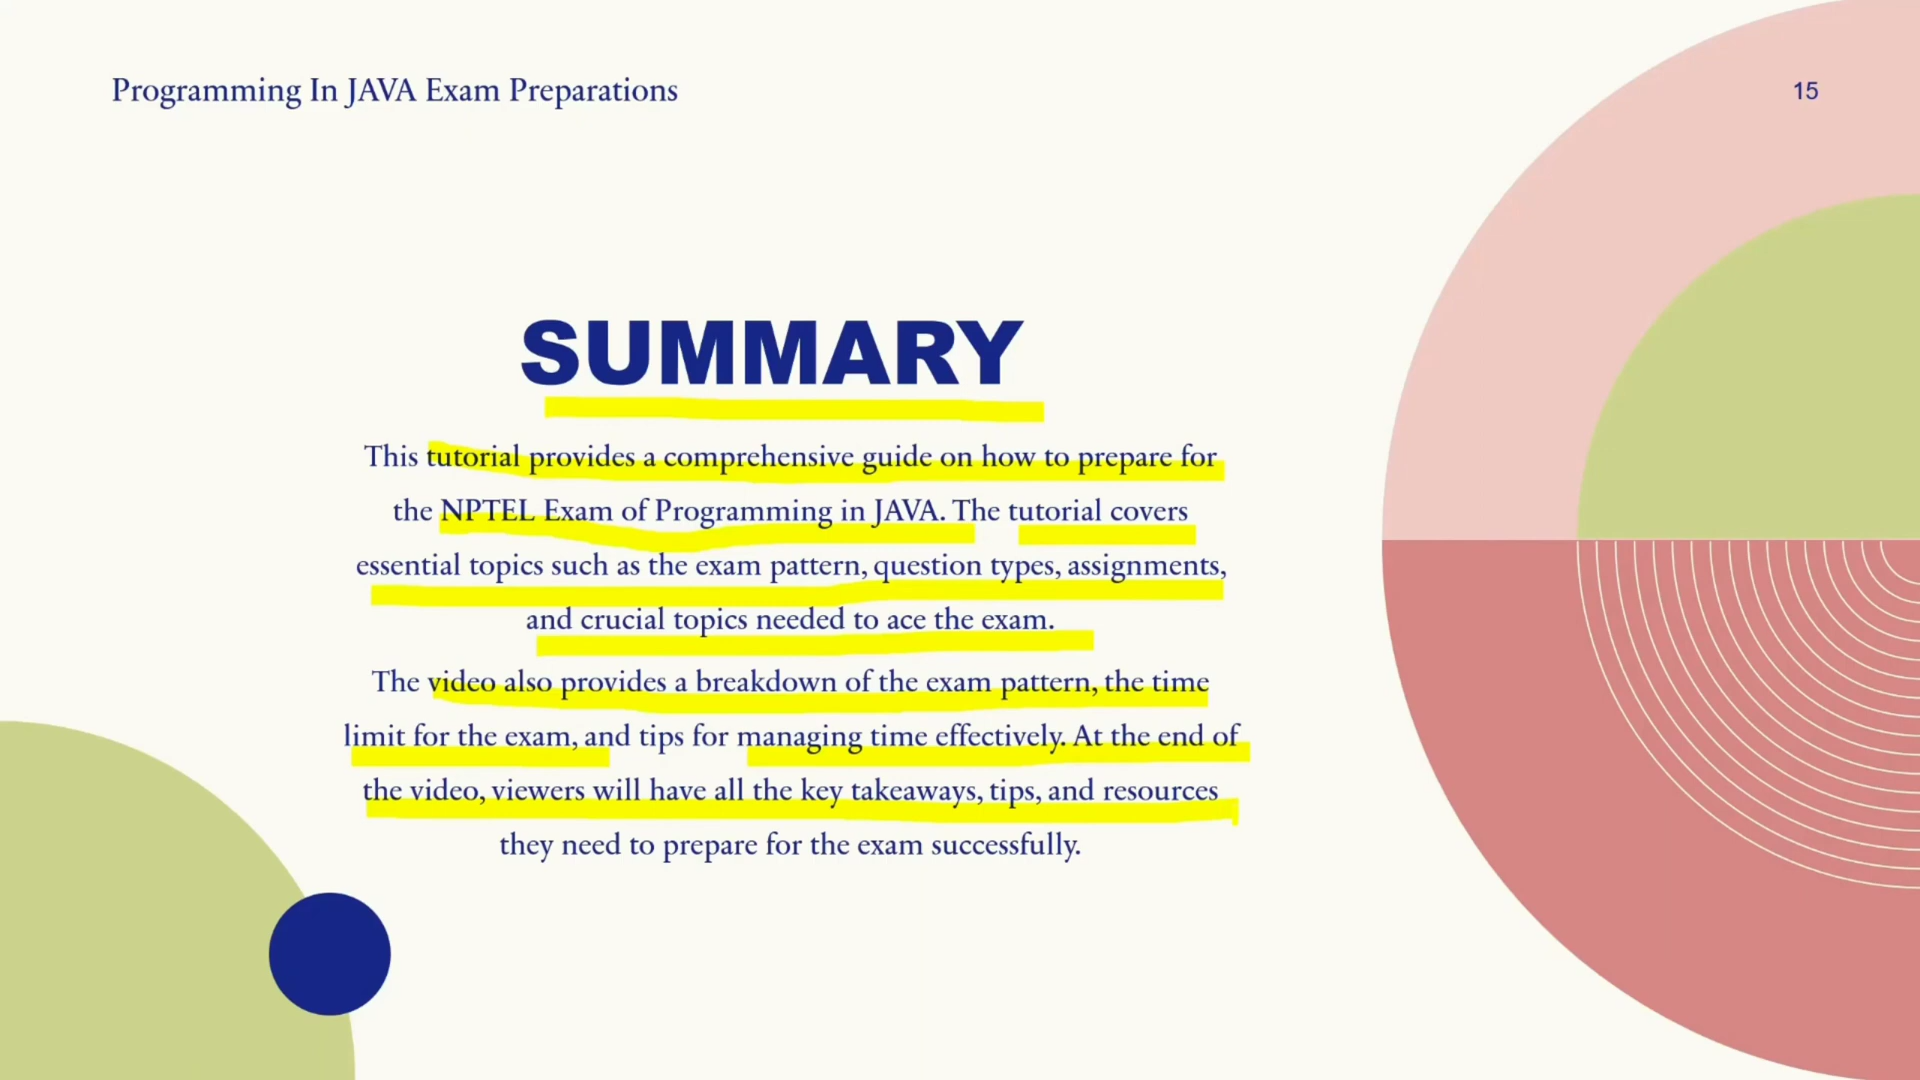 Programming In JAVA Exam Preparations
15
SUMMARY
This tutorial provides a comprehensive guide on how to prepare for
the NPTEL Exam of Programming in JAVA. The tutorial covers
essential topics such as the exam pattern, question types, assignments,
and crucial topics needed to ace the exam.
The video also provides a breakdown of the exam pattern, the time
limit for the exam, and tips for managing time effectively. At the end of
the video, viewers will have all the key takeaways, tips, and resources
they need to prepare for the exam successfully.